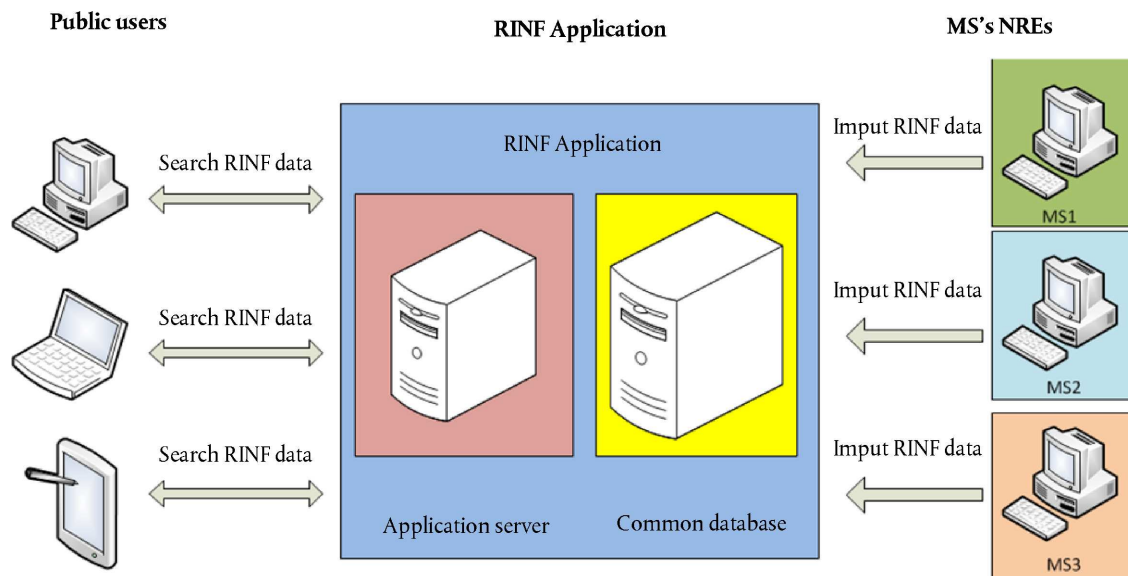 Public users
RINF Application
MS's NREs
RINF Application
Search RINF data
Search RINF data
Search RINF data
Application server
Common database
Imput RINF data
MS1
Imput RINF data
MS2
Imput RINF data
MS3